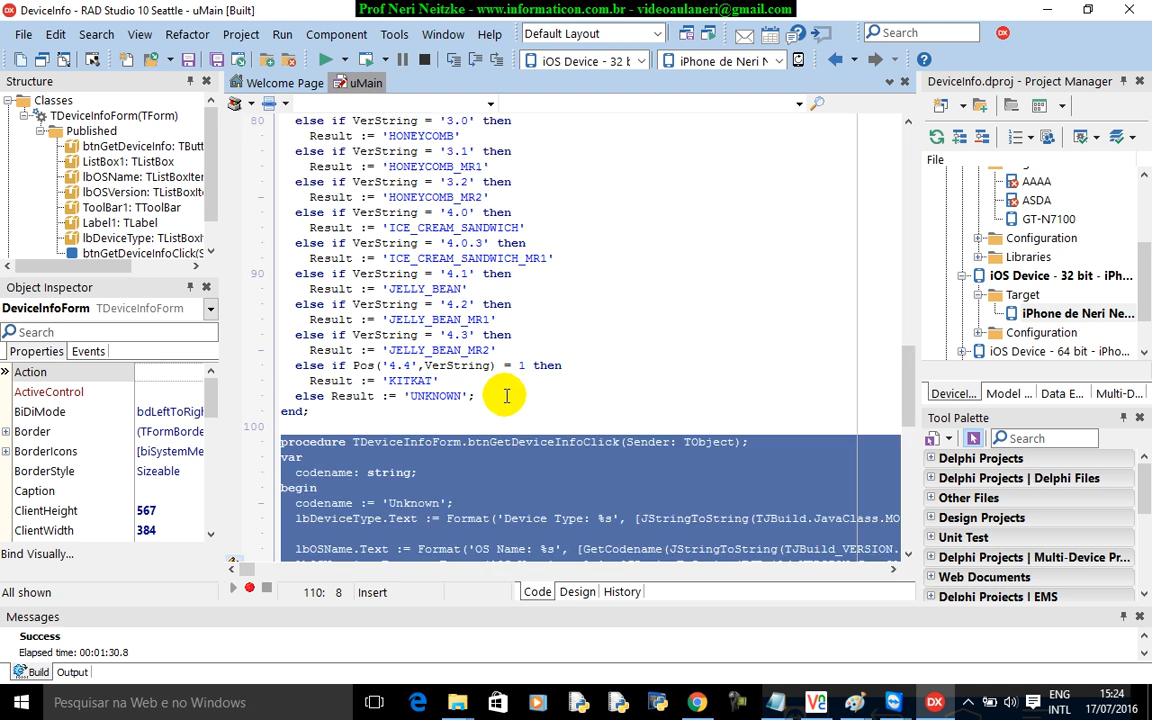 DeviceInfo - RAD Studio 10 Seattle - uMain [Built]
Prof Neri Neitzke - www.informaticon.com.br - videoaulaneri@gmail.com
File Edit Search View Refactor Project Run Component Tools Window Help
Default Layout
Search
iOS Device - 32 b
iPhone de Neri N
Structure
Classes
TDeviceInfoForm(TForm)
Published
btnGetDeviceInfo: TButt
ListBox1: TListBox
lbOSName: TListBoxIter
lbOSVersion: TListBox
ToolBar1: TToolBar
Label1: TLabel
lbDeviceType: TListBoxI
btnGetDeviceInfoClick(S
Object Inspector
DeviceInfoForm TDeviceInfoForm
Search
Properties Events
Action
ActiveControl
BiDiMode bdLeftToRigh
Border (TFormBorde
BorderIcons [biSystemMe
BorderStyle Sizeable
Caption
ClientHeight 567
ClientWidth 384
Bind Visually...
All shown
Welcome Page uMain
80 else if VerString = '3.0' then
Result := 'HONEYCOMB'
else if VerString = '3.1' then
Result := 'HONEYCOMB_MR1'
else if VerString = '3.2' then
Result := 'HONEYCOMB_MR2'
else if VerString = '4.0' then
Result := 'ICE_CREAM_SANDWICH'
else if VerString = '4.0.3' then
Result := 'ICE_CREAM_SANDWICH_MR1'
90 else if VerString = '4.1' then
Result := 'JELLY_BEAN'
else if VerString = '4.2' then
Result := 'JELLY_BEAN_MR1'
else if VerString = '4.3' then
Result := 'JELLY_BEAN_MR2'
else if Pos('4.4',VerString) = 1 then
Result := 'KITKAT'
else Result := 'UNKNOWN';
end;
100
procedure TDeviceInfoForm.btnGetDeviceInfoClick(Sender: TObject);
var
codename: string;
begin
codename := 'Unknown';
lbDeviceType.Text := Format('Device Type: %s', [JStringToString(TJBuild.JavaClass.MO
lbOSName.Text := Format('OS Name: %s', [GetCodename(JStringToString(TJBuild_VERSION.
110: 8 Insert
Code Design History
DeviceInfo.dproj - Project Manager
File
AAAA
ASDA
GT-N7100
Configuration
Libraries
iOS Device - 32 bit - iPh...
Target
iPhone de Neri Ne...
Configuration
iOS Device - 64 bit - iPho...
DeviceI... Model ... Data E... Multi-D...
Tool Palette
Search
Delphi Projects
Delphi Projects | Delphi Files
Other Files
Design Projects
Unit Test
Delphi Projects | Multi-Device Pr...
Web Documents
Delphi Projects | EMS
Messages
Success
Elapsed time: 00:01:30.8
Build Output
Pesquisar na Web e no Windows
ENG
INTL
15:24
17/07/2016